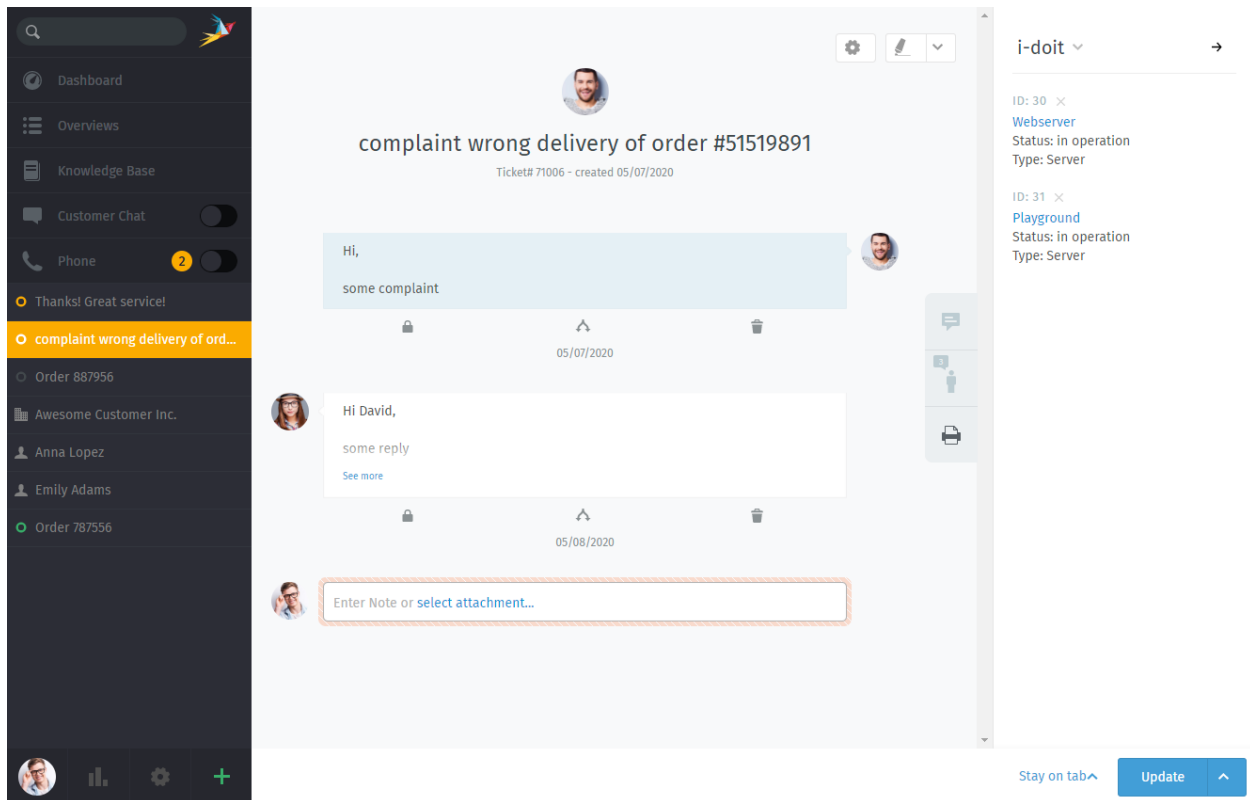 Dashboard
Overviews
Knowledge Base
Customer Chat
Phone 2
Thanks! Great service!
complaint wrong delivery of ord...
Order 887956
Awesome Customer Inc.
Anna Lopez
Emily Adams
Order 787556
complaint wrong delivery of order #51519891
Ticket# 71006 - created 05/07/2020
Hi,
some complaint
05/07/2020
Hi David,
some reply
See more
05/08/2020
Enter Note or select attachment...
3
i-doit
ID: 30
Webserver
Status: in operation
Type: Server
ID: 31
Playground
Status: in operation
Type: Server
Stay on tab
Update